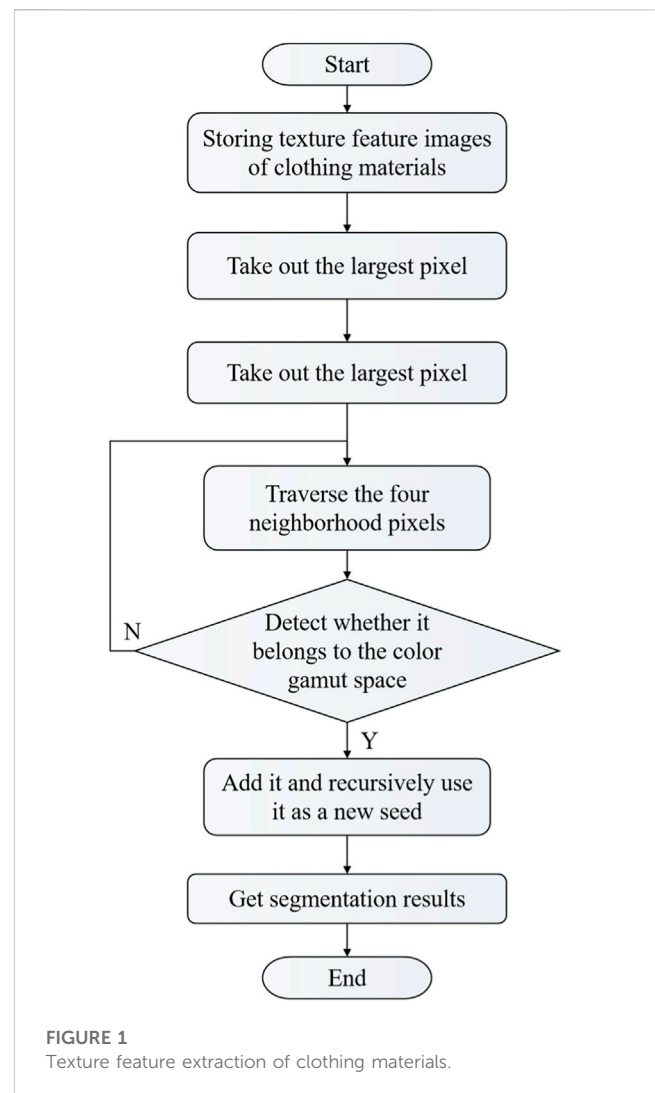 Start
Storing texture feature images
of clothing materials
Take out the largest pixel
Take out the largest pixel
Traverse the four
neighborhood pixels
Detect whether it
belongs to the color
gamut space
N
Y
Add it and recursively use
it as a new seed
Get segmentation results
End
FIGURE 1
Texture feature extraction of clothing materials.